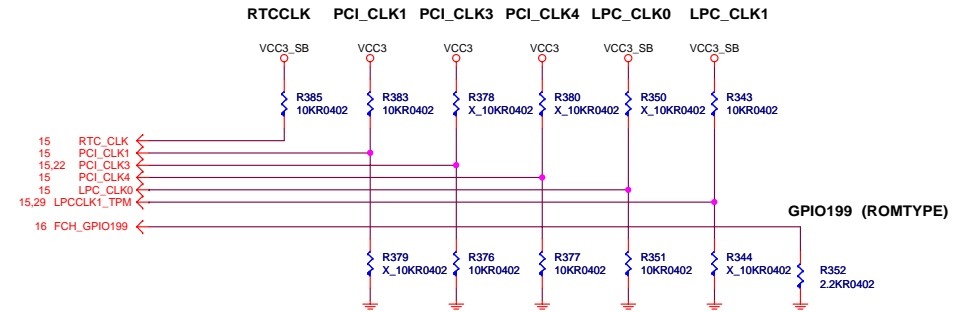 RTCCLK PCI_CLK1 PCI_CLK3 PCI_CLK4 LPC_CLK0 LPC_CLK1
VCC3_SB VCC3 VCC3 VCC3 VCC3_SB VCC3_SB
R385 R383 R378 R380 R350 R343
10KR0402 10KR0402 X_10KR0402 X_10KR0402 X_10KR0402 10KR0402
15 RTC_CLK
15 PCI_CLK1
15,22 PCI_CLK3
15 PCI_CLK4
15 LPC_CLK0
15,29 LPCCLK1_TPM
GPIO199 (ROMTYPE)
16 FCH_GPIO199
R379 R376 R377 R351 R344 R352
X_10KR0402 10KR0402 10KR0402 10KR0402 X_10KR0402 2.2KR0402